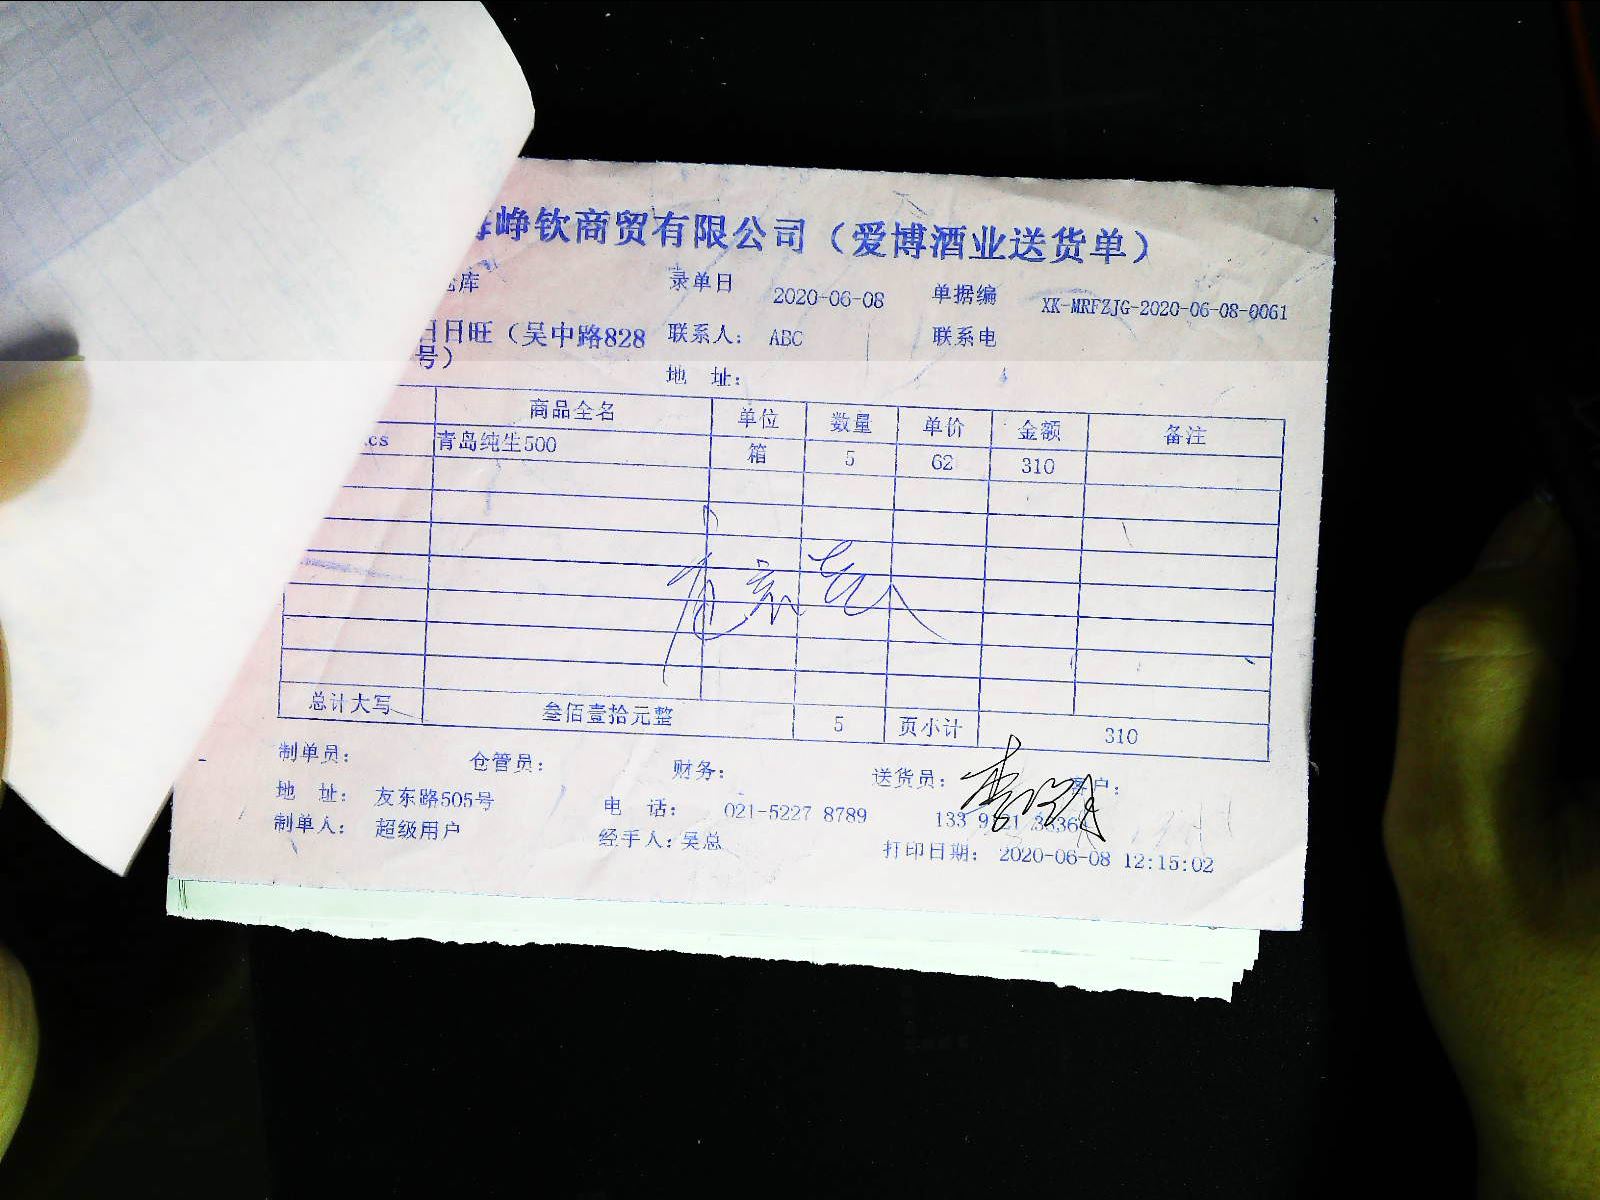 峥钦商贸有限公司（爱博酒业送货单）
库 录单日 2020-06-08 单据编 XK-MRFZJG-2020-06-08-0061
日旺（吴中路828 联系人： ABC 联系电
号）
地 址：
商品全名 单位 数量 单价 金额 备注
cs 青岛纯生500 箱 5 62 310
总计大写 叁佰壹拾元整 5 页小计 310
制单员： 仓管员： 财务： 送货员： 客户：
地 址： 友东路505号 电 话： 021-5227 8789 133
制单人： 超级用户 经手人：吴总 打印日期： 2020-06-08 12:15:02